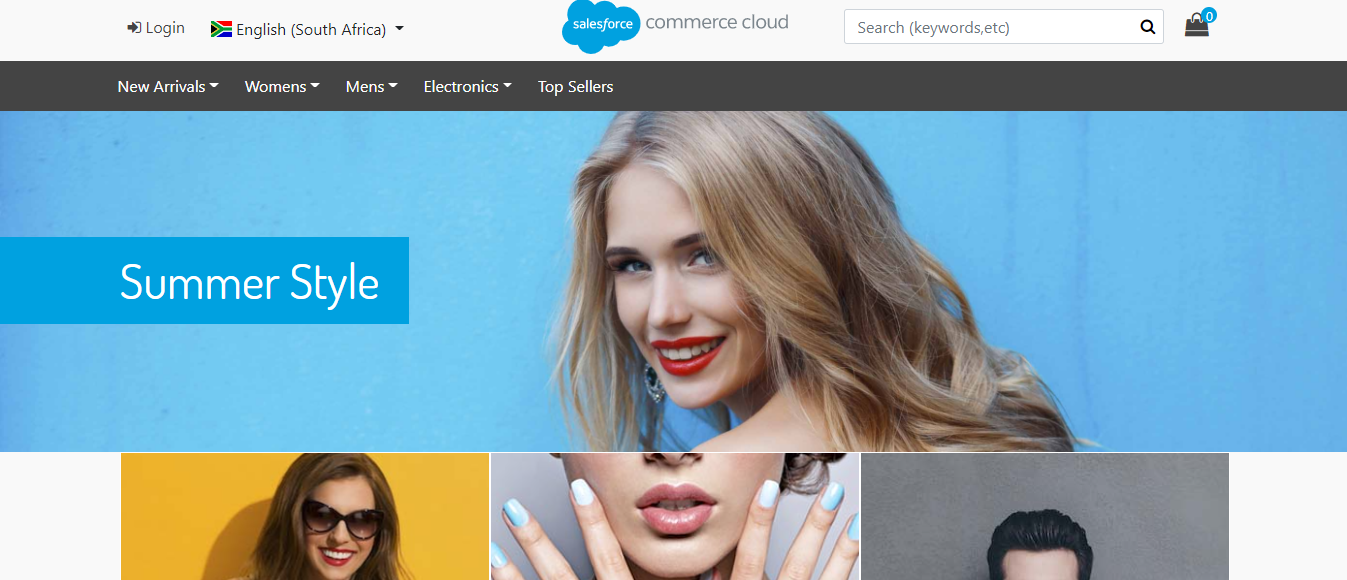 Login
English (South Africa)
salesforce commerce cloud
Search (keywords,etc)
0
New Arrivals Womens Mens Electronics Top Sellers
Summer Style